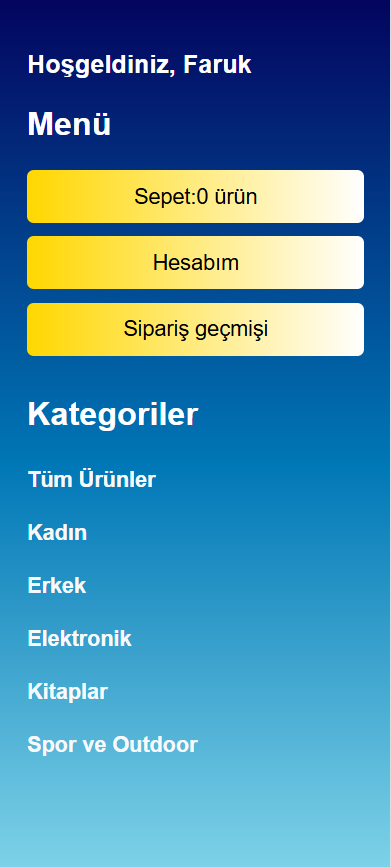 Hoşgeldiniz, Faruk
Menü
Sepet:0 ürün
Hesabım
Sipariş geçmişi
Kategoriler
Tüm Ürünler
Kadın
Erkek
Elektronik
Kitaplar
Spor ve Outdoor